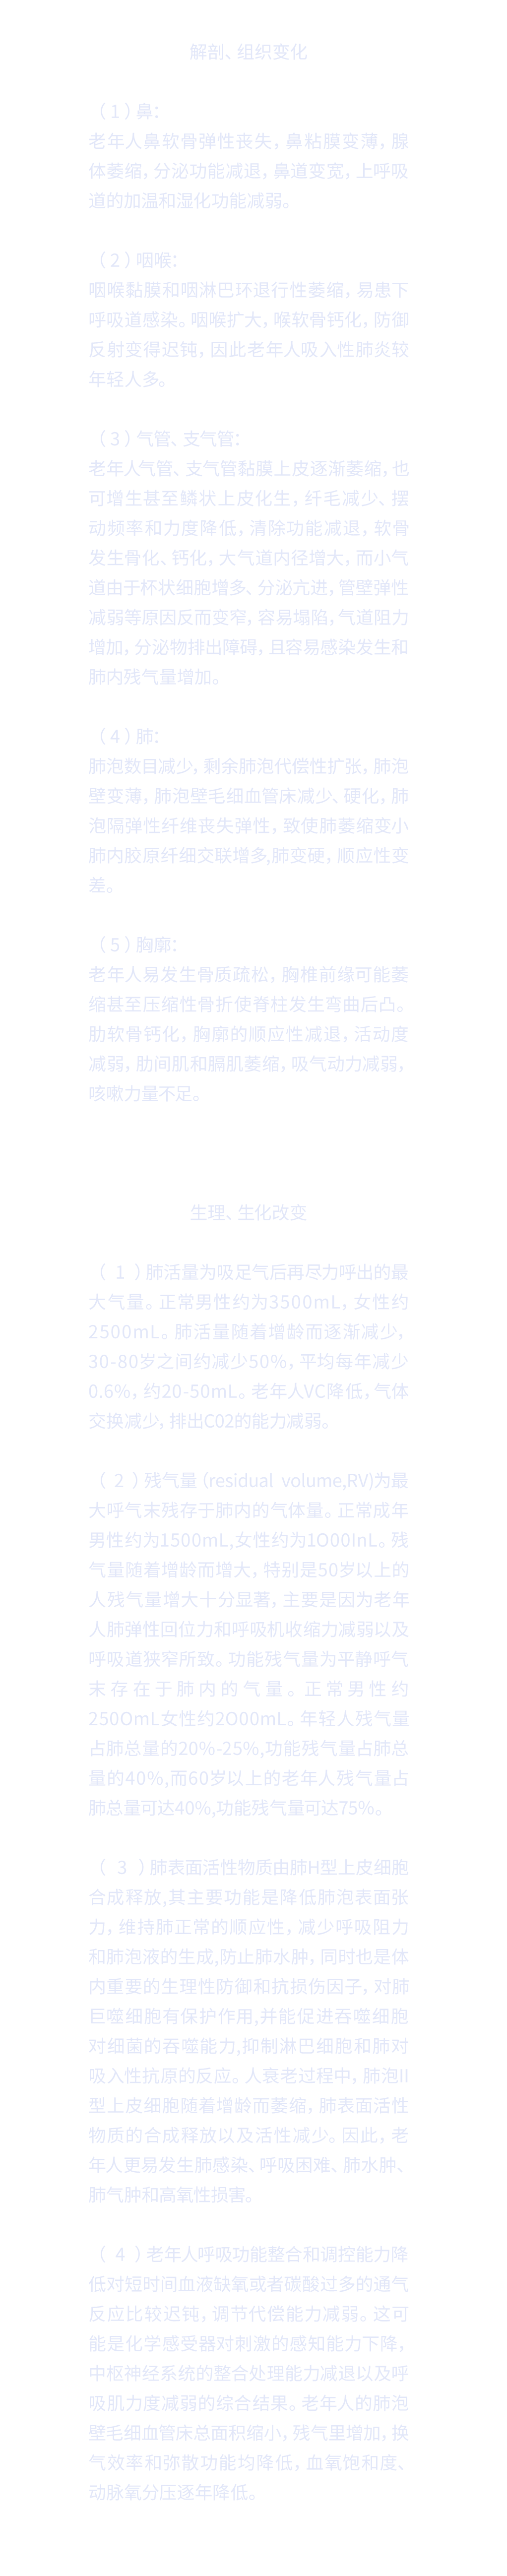 解剖、组织变化
（1）鼻：
老年人鼻软骨弹性丧失，鼻粘膜变薄，腺
体萎缩，分泌功能减退，鼻道变宽，上呼吸
道的加温和湿化功能减弱。
（2）咽喉：
咽喉黏膜和咽淋巴环退行性萎缩，易患下
呼吸道感染。咽喉扩大，喉软骨钙化，防御
反射变得迟钝，因此老年人吸入性肺炎较
年轻人多。
（3）气管、支气管：
老年人气管、支气管黏膜上皮逐渐萎缩，也
可增生甚至鳞状上皮化生，纤毛减少、摆
动频率和力度降低，清除功能减退，软骨
发生骨化、钙化，大气道内径增大，而小气
道由于杯状细胞增多、分泌亢进，管壁弹性
减弱等原因反而变窄，容易塌陷，气道阻力
增加，分泌物排出障碍，且容易感染发生和
肺内残气量增加。
（4）肺：
肺泡数目减少，剩余肺泡代偿性扩张，肺泡
壁变薄，肺泡壁毛细血管床减少、硬化，肺
泡隔弹性纤维丧失弹性，致使肺萎缩变小
肺内胶原纤细交联增多,肺变硬，顺应性变
差。
（5）胸廓：
老年人易发生骨质疏松，胸椎前缘可能萎
缩甚至压缩性骨折使脊柱发生弯曲后凸。
肋软骨钙化，胸廓的顺应性减退，活动度
减弱，肋间肌和膈肌萎缩，吸气动力减弱，
咳嗽力量不足。
生理、生化改变
（1）肺活量为吸足气后再尽力呼出的最
大气量。正常男性约为3500mL，女性约
2500mL。肺活量随着增龄而逐渐减少，
30-80岁之间约减少50%，平均每年减少
0.6%，约20-50mL。老年人VC降低，气体
交换减少，排出C02的能力减弱。
（2）残气量（residual volume,RV)为最
大呼气末残存于肺内的气体量。正常成年
男性约为1500mL,女性约为1O00InL。残
气量随着增龄而增大，特别是50岁以上的
人残气量增大十分显著，主要是因为老年
人肺弹性回位力和呼吸机收缩力减弱以及
呼吸道狭窄所致。功能残气量为平静呼气
末存在于肺内的气量。正常男性约
250OmL女性约2O00mL。年轻人残气量
占肺总量的20%-25%,功能残气量占肺总
量的40%,而60岁以上的老年人残气量占
肺总量可达40%,功能残气量可达75%。
（3）肺表面活性物质由肺H型上皮细胞
合成释放,其主要功能是降低肺泡表面张
力，维持肺正常的顺应性，减少呼吸阻力
和肺泡液的生成,防止肺水肿，同时也是体
内重要的生理性防御和抗损伤因子，对肺
巨噬细胞有保护作用,并能促进吞噬细胞
对细菌的吞噬能力,抑制淋巴细胞和肺对
吸入性抗原的反应。人衰老过程中，肺泡II
型上皮细胞随着增龄而萎缩，肺表面活性
物质的合成释放以及活性减少。因此，老
年人更易发生肺感染、呼吸困难、肺水肿、
肺气肿和高氧性损害。
（4）老年人呼吸功能整合和调控能力降
低对短时间血液缺氧或者碳酸过多的通气
反应比较迟钝，调节代偿能力减弱。这可
能是化学感受器对刺激的感知能力下降，
中枢神经系统的整合处理能力减退以及呼
吸肌力度减弱的综合结果。老年人的肺泡
壁毛细血管床总面积缩小，残气里增加，换
气效率和弥散功能均降低，血氧饱和度、
动脉氧分压逐年降低。